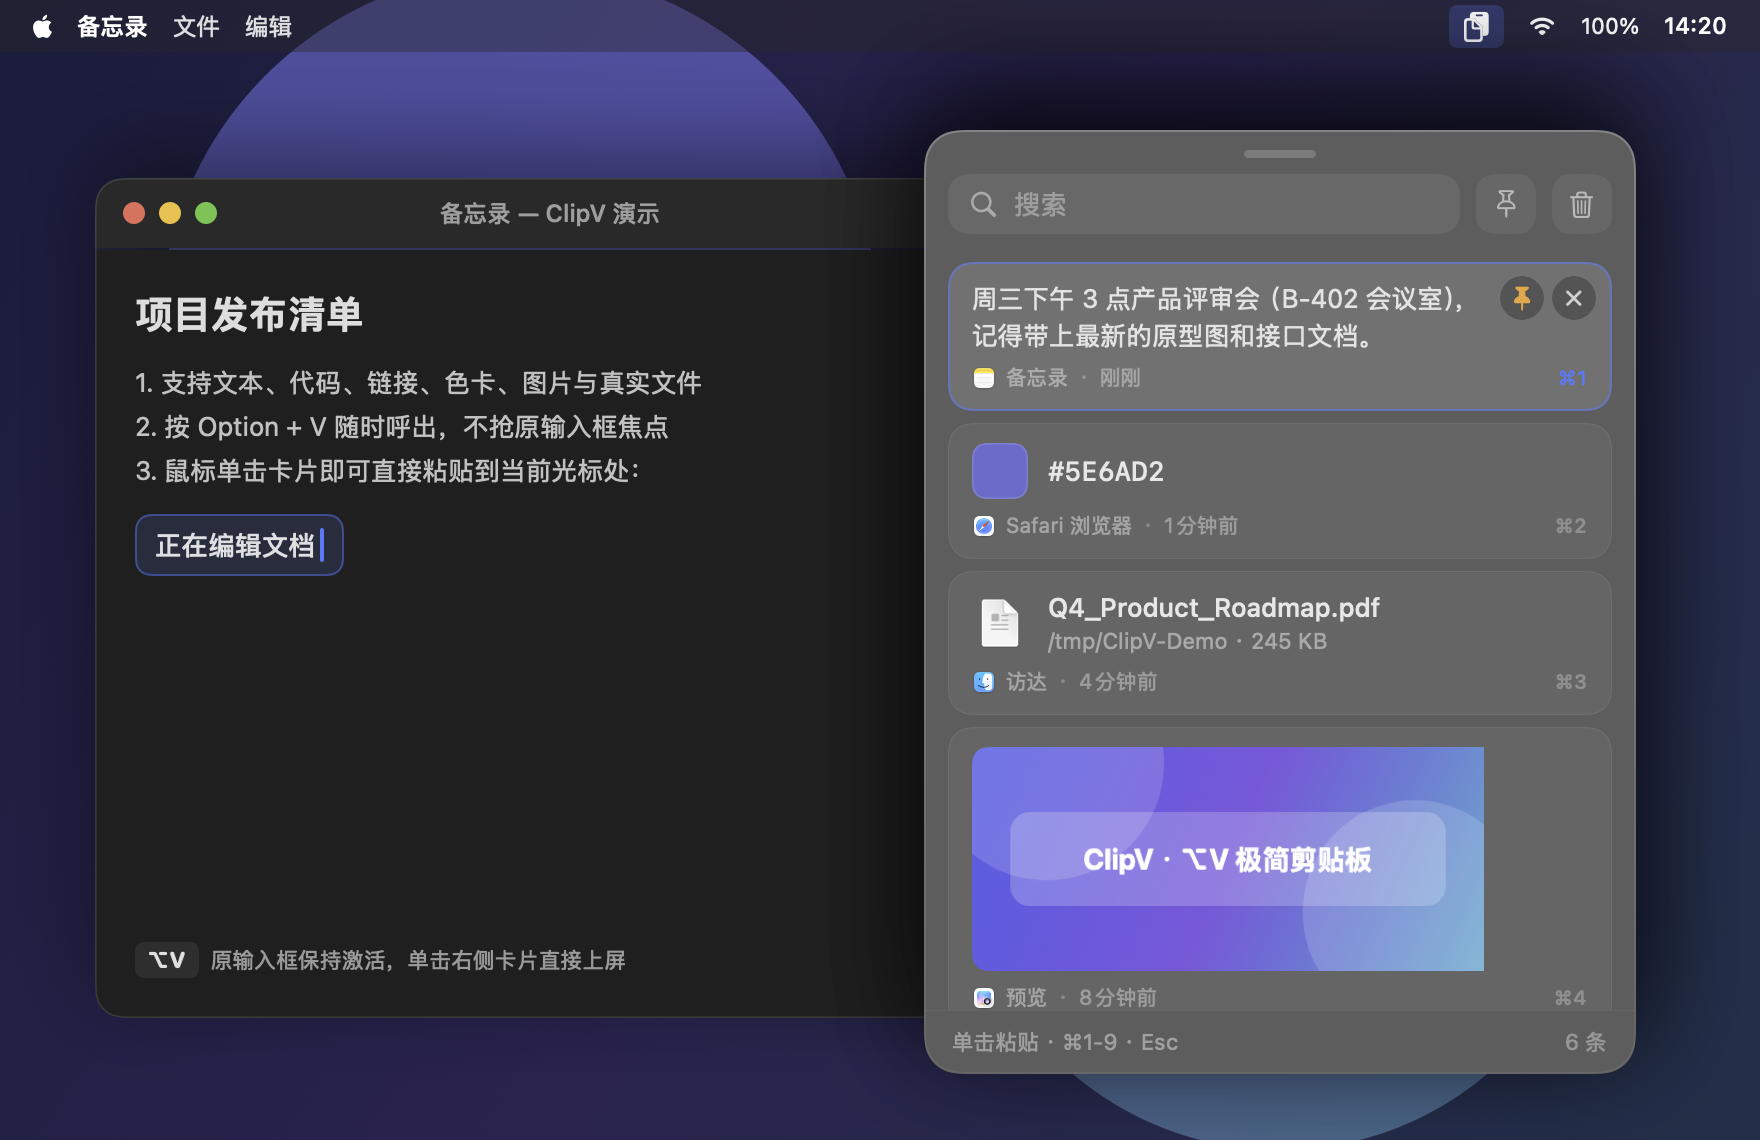 备忘录 文件 编辑 100% 14:20
备忘录 — ClipV 演示
项目发布清单
1. 支持文本、代码、链接、色卡、图片与真实文件
2. 按 Option + V 随时呼出，不抢原输入框焦点
3. 鼠标单击卡片即可直接粘贴到当前光标处：
正在编辑文档
⌥V 原输入框保持激活，单击右侧卡片直接上屏
搜索
周三下午 3 点产品评审会（B-402 会议室），
记得带上最新的原型图和接口文档。
备忘录 · 刚刚 ⌘1
#5E6AD2
Safari 浏览器 · 1分钟前 ⌘2
Q4_Product_Roadmap.pdf
/tmp/ClipV-Demo · 245 KB
访达 · 4分钟前 ⌘3
ClipV · ⌥V 极简剪贴板
预览 · 8分钟前 ⌘4
单击粘贴 · ⌘1-9 · Esc 6 条